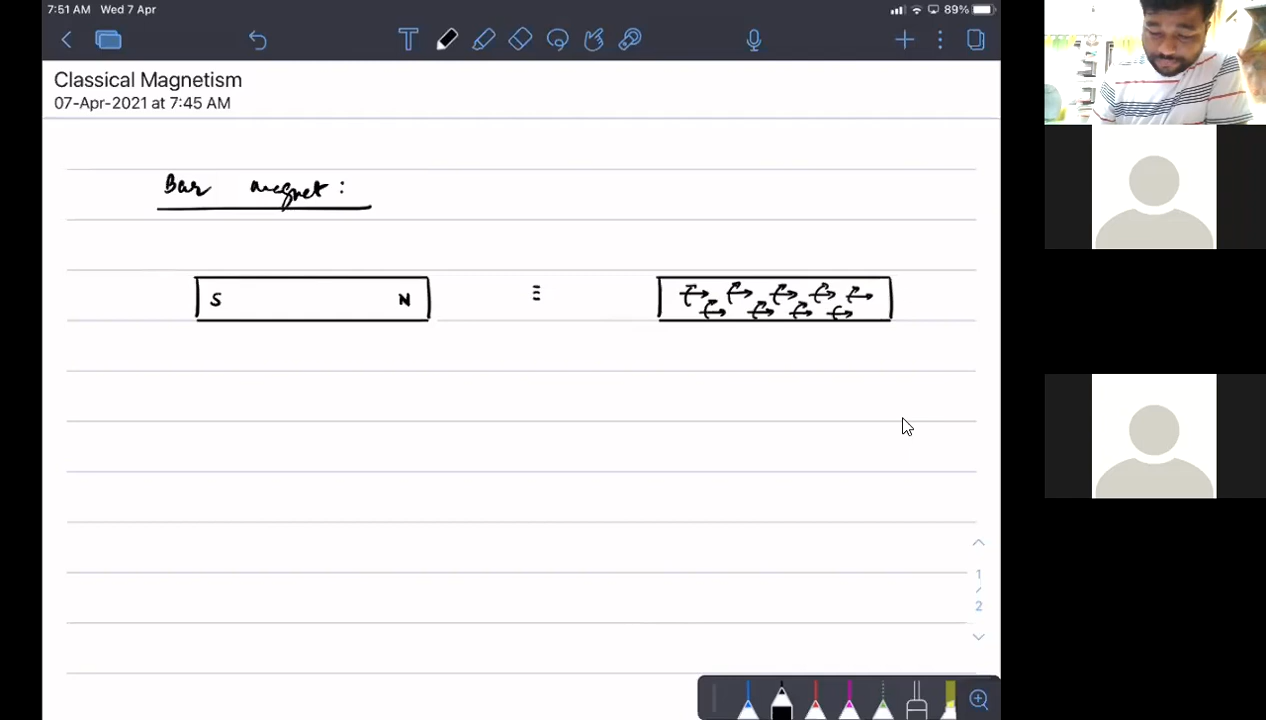 7:51 AM Wed 7 Apr
89%
T
Classical Magnetism
07-Apr-2021 at 7:45 AM
Bar magnet:
S N ≡
1
/
2